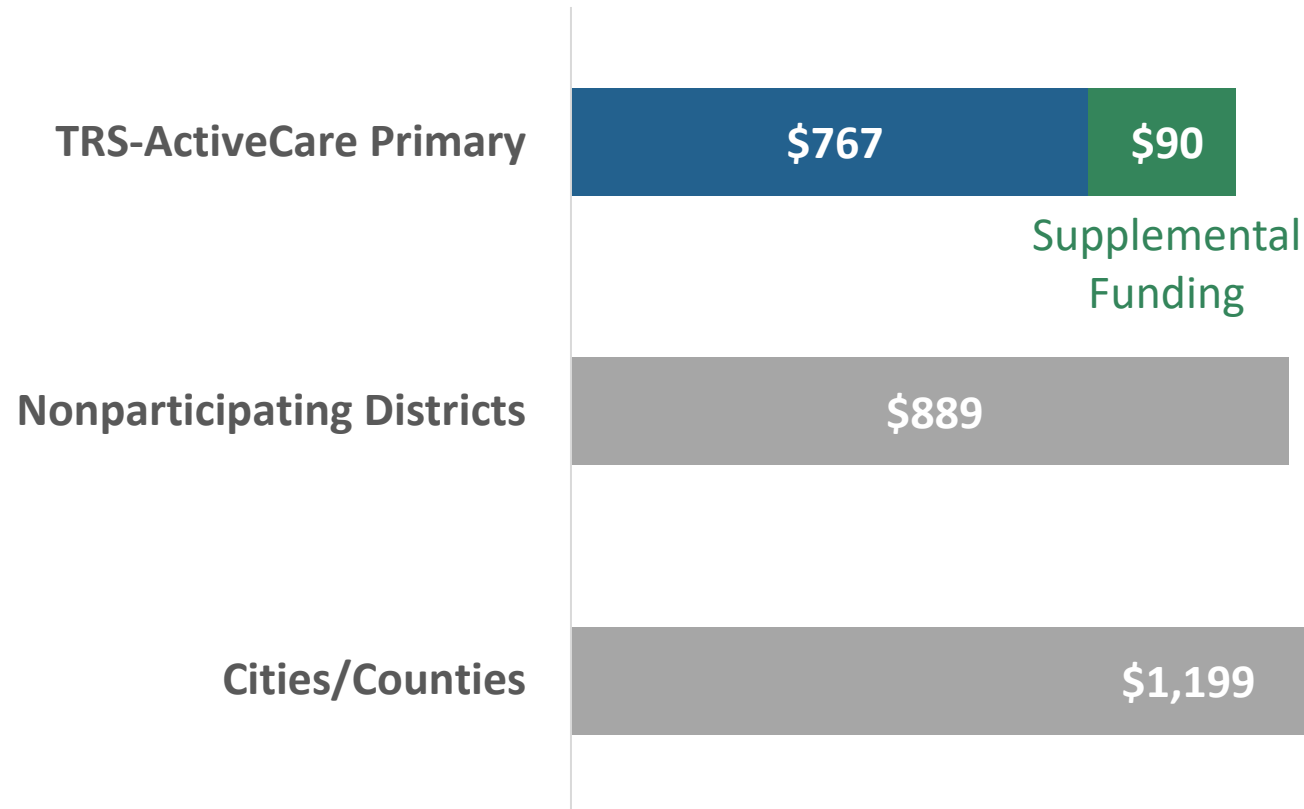 TRS-ActiveCare Primary
$767
$90
Supplemental
Funding
Nonparticipating Districts
$889
Cities/Counties
$1,199